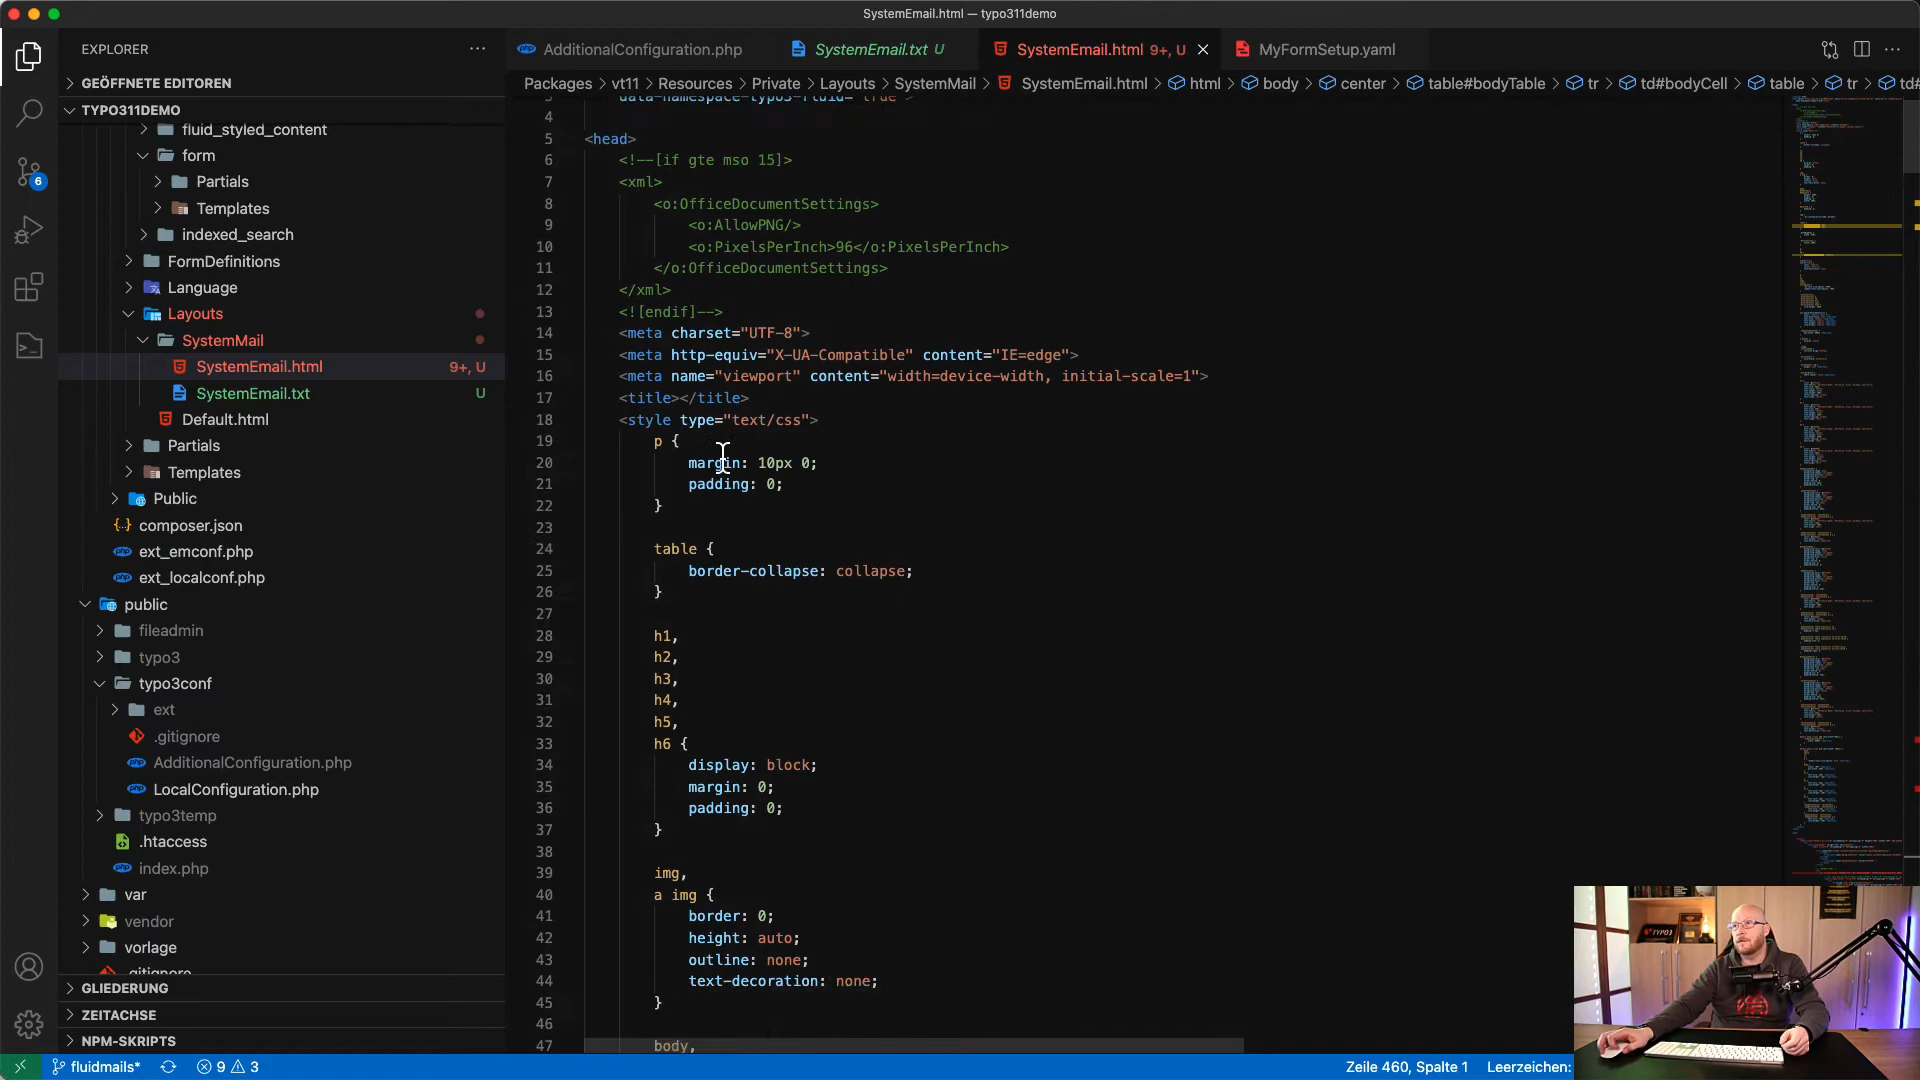 SystemEmail.html — typo311demo
EXPLORER
GEÖFFNETE EDITOREN
TYPO311DEMO
fluid_styled_content
form
Partials
Templates
indexed_search
FormDefinitions
Language
Layouts
SystemMail
SystemEmail.html 9+, U
SystemEmail.txt U
Default.html
Partials
Templates
Public
composer.json
ext_emconf.php
ext_localconf.php
public
fileadmin
typo3
typo3conf
ext
.gitignore
AdditionalConfiguration.php
LocalConfiguration.php
typo3temp
.htaccess
index.php
var
vendor
vorlage
.gitignore
GLIEDERUNG
ZEITACHSE
NPM-SKRIPTS
6
AdditionalConfiguration.php SystemEmail.txt U SystemEmail.html 9+, U MyFormSetup.yaml
Packages > vt11 > Resources > Private > Layouts > SystemMail > SystemEmail.html > html > body > center > table#bodyTable > tr > td#bodyCell > table > tr > td#
3 data-namespace-typo3-fluid="true">
4
5 <head>
6 <!--[if gte mso 15]>
7 <xml>
8 <o:OfficeDocumentSettings>
9 <o:AllowPNG/>
10 <o:PixelsPerInch>96</o:PixelsPerInch>
11 </o:OfficeDocumentSettings>
12 </xml>
13 <![endif]-->
14 <meta charset="UTF-8">
15 <meta http-equiv="X-UA-Compatible" content="IE=edge">
16 <meta name="viewport" content="width=device-width, initial-scale=1">
17 <title></title>
18 <style type="text/css">
19 p {
20 margin: 10px 0;
21 padding: 0;
22 }
23
24 table {
25 border-collapse: collapse;
26 }
27
28 h1,
29 h2,
30 h3,
31 h4,
32 h5,
33 h6 {
34 display: block;
35 margin: 0;
36 padding: 0;
37 }
38
39 img,
40 a img {
41 border: 0;
42 height: auto;
43 outline: none;
44 text-decoration: none;
45 }
46
47 body,
TYPO3
fluidmails* 9 3 Zeile 460, Spalte 1 Leerzeichen: